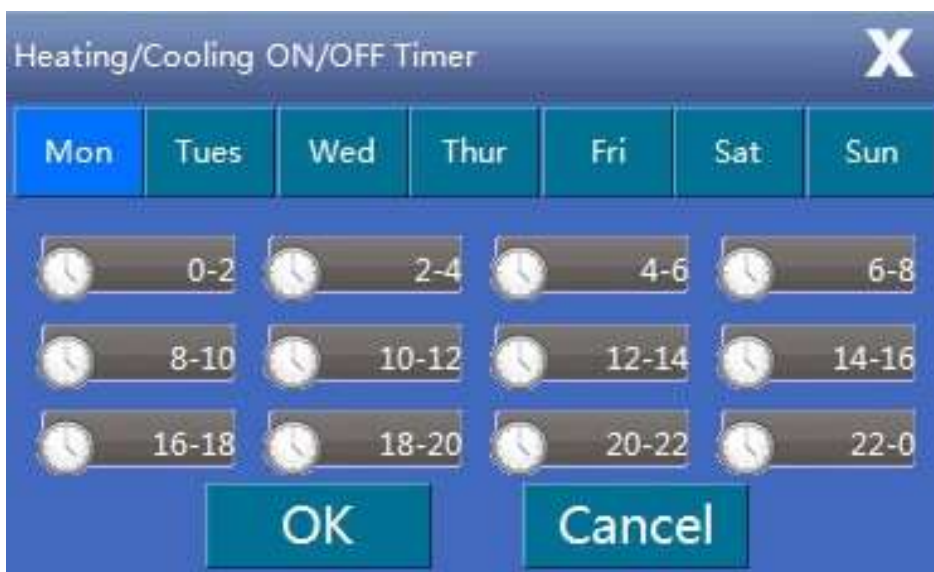 Heating/Cooling ON/OFF Timer X
Mon Tues Wed Thur Fri Sat Sun
0-2 2-4 4-6 6-8
8-10 10-12 12-14 14-16
16-18 18-20 20-22 22-0
OK Cancel